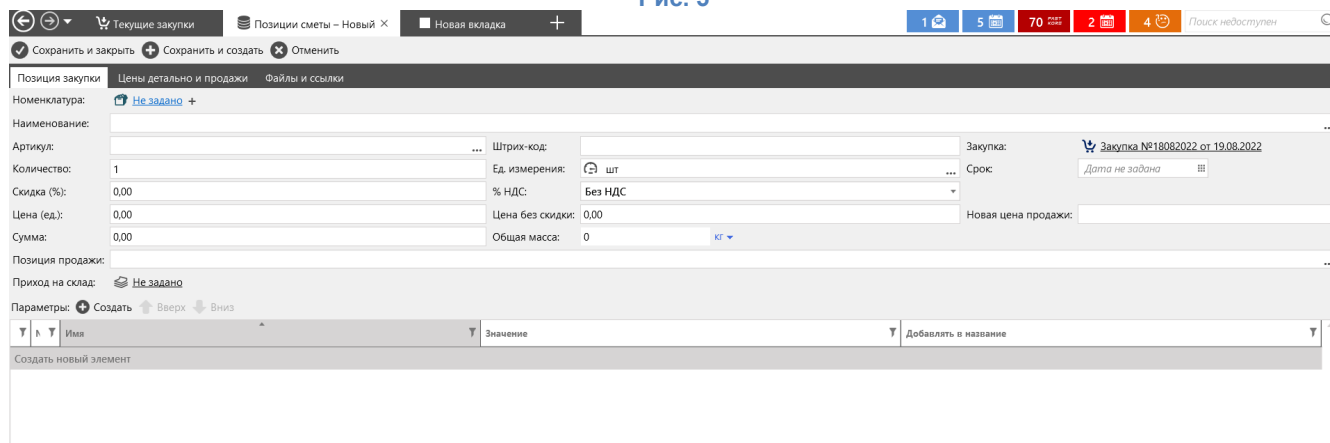 Рис. 3
Текущие закупки Позиции сметы – Новый × Новая вкладка + 1 5 70 2 4 Поиск недоступен
Сохранить и закрыть Сохранить и создать Отменить
Позиция закупки Цены детально и продажи Файлы и ссылки
Номенклатура: Не задано +
Наименование: ...
Артикул: ... Штрих-код: Закупка: Закупка №18082022 от 19.08.2022
Количество: 1 Ед. измерения: шт ... Срок: Дата не задана
Скидка (%): 0,00 % НДС: Без НДС
Цена (ед.): 0,00 Цена без скидки: 0,00 Новая цена продажи:
Сумма: 0,00 Общая масса: 0 кг
Позиция продажи: ...
Приход на склад: Не задано
Параметры: Создать Вверх Вниз
Имя Значение Добавлять в название
Создать новый элемент